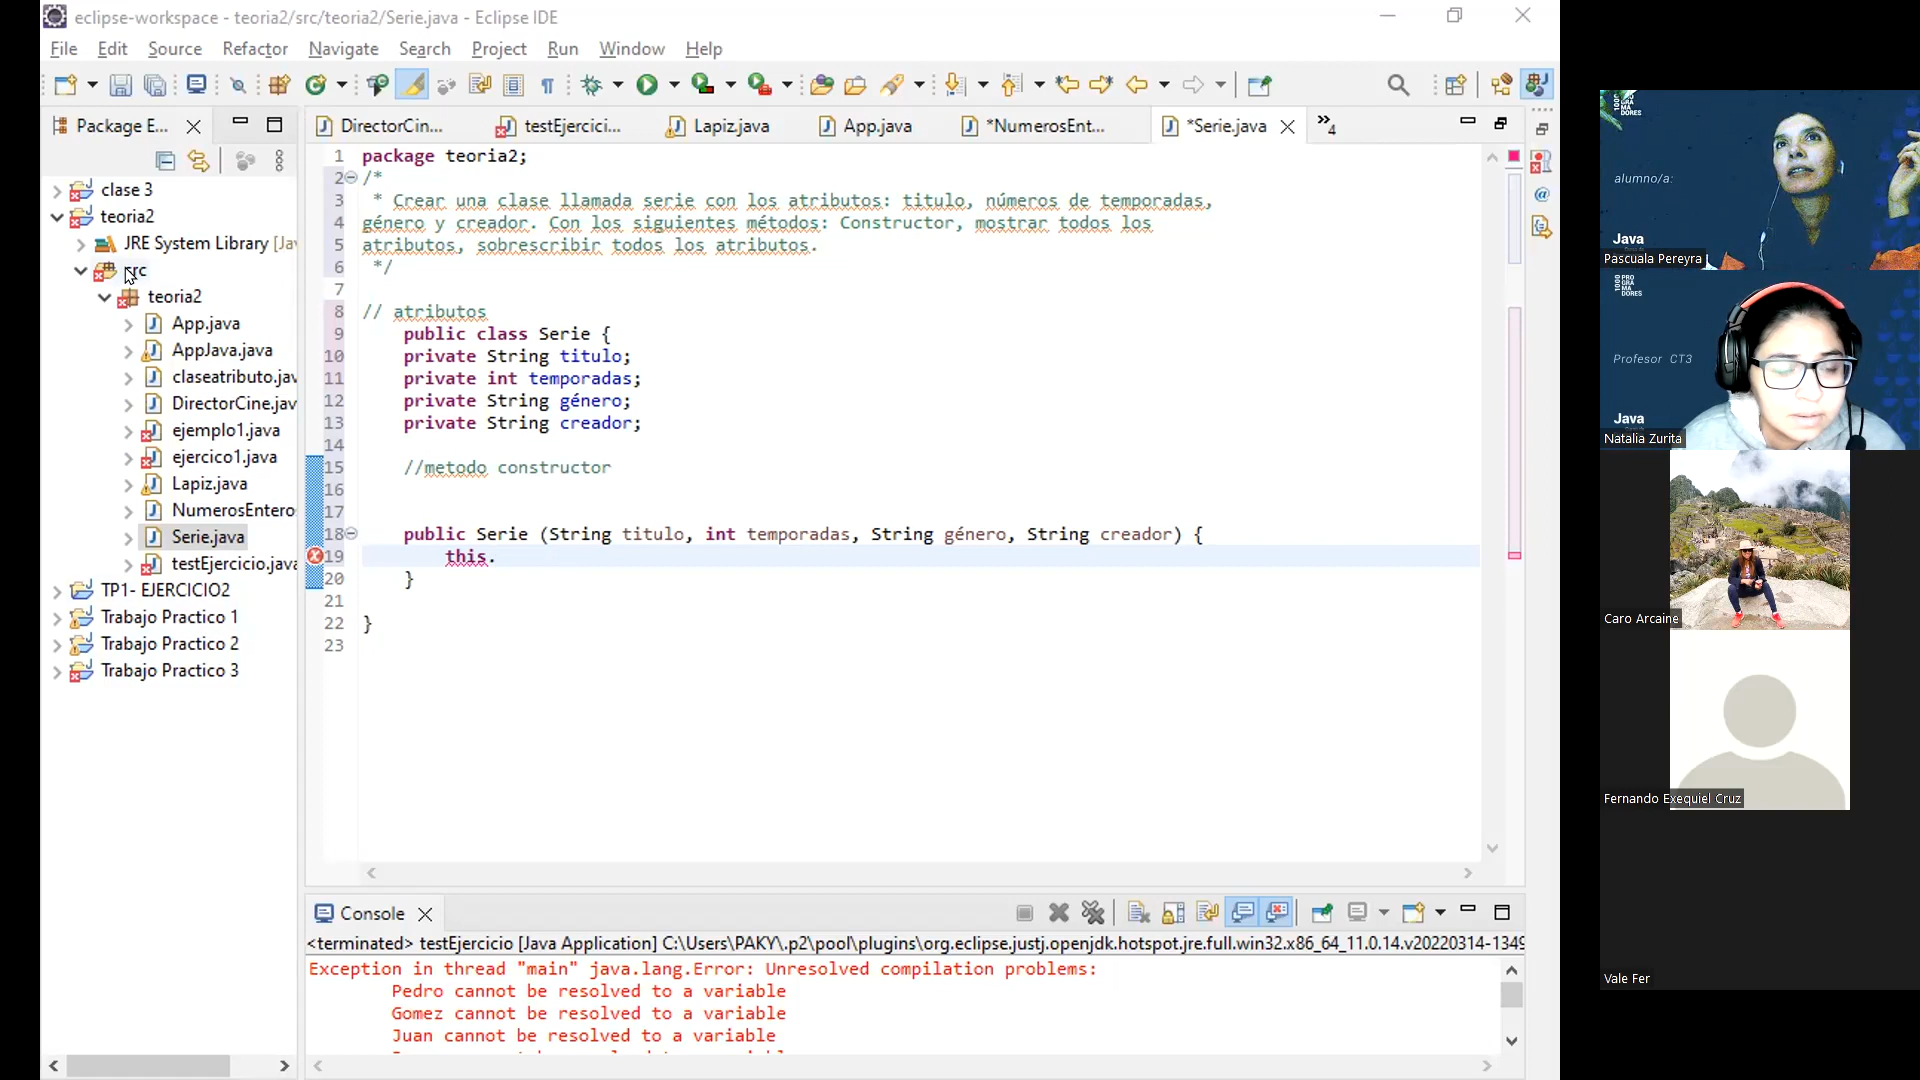 eclipse-workspace - teoria2/src/teoria2/Serie.java - Eclipse IDE
File Edit Source Refactor Navigate Search Project Run Window Help
Package E...
DirectorCin... testEjercici... Lapiz.java App.java *NumerosEnt... *Serie.java »4
clase 3
teoria2
JRE System Library [Jav
src
teoria2
App.java
AppJava.java
claseatributo.jav
DirectorCine.jav
ejemplo1.java
ejercico1.java
Lapiz.java
NumerosEntero
Serie.java
testEjercicio.java
TP1- EJERCICIO2
Trabajo Practico 1
Trabajo Practico 2
Trabajo Practico 3
1 package teoria2;
2 /*
3 * Crear una clase llamada serie con los atributos: titulo, números de temporadas,
4 género y creador. Con los siguientes métodos: Constructor, mostrar todos los
5 atributos, sobrescribir todos los atributos.
6 */
7
8 // atributos
9 public class Serie {
10 private String titulo;
11 private int temporadas;
12 private String género;
13 private String creador;
14
15 //metodo constructor
16
17
18 public Serie (String titulo, int temporadas, String género, String creador) {
19 this.
20 }
21
22 }
23
Console
<terminated> testEjercicio [Java Application] C:\Users\PAKY\.p2\pool\plugins\org.eclipse.justj.openjdk.hotspot.jre.full.win32.x86_64_11.0.14.v20220314-1349
Exception in thread "main" java.lang.Error: Unresolved compilation problems:
Pedro cannot be resolved to a variable
Gomez cannot be resolved to a variable
Juan cannot be resolved to a variable
alumno/a:
Java
Pascuala Pereyra
Profesor CT3
Java
Natalia Zurita
Caro Arcaine
Fernando Exequiel Cruz
Vale Fer